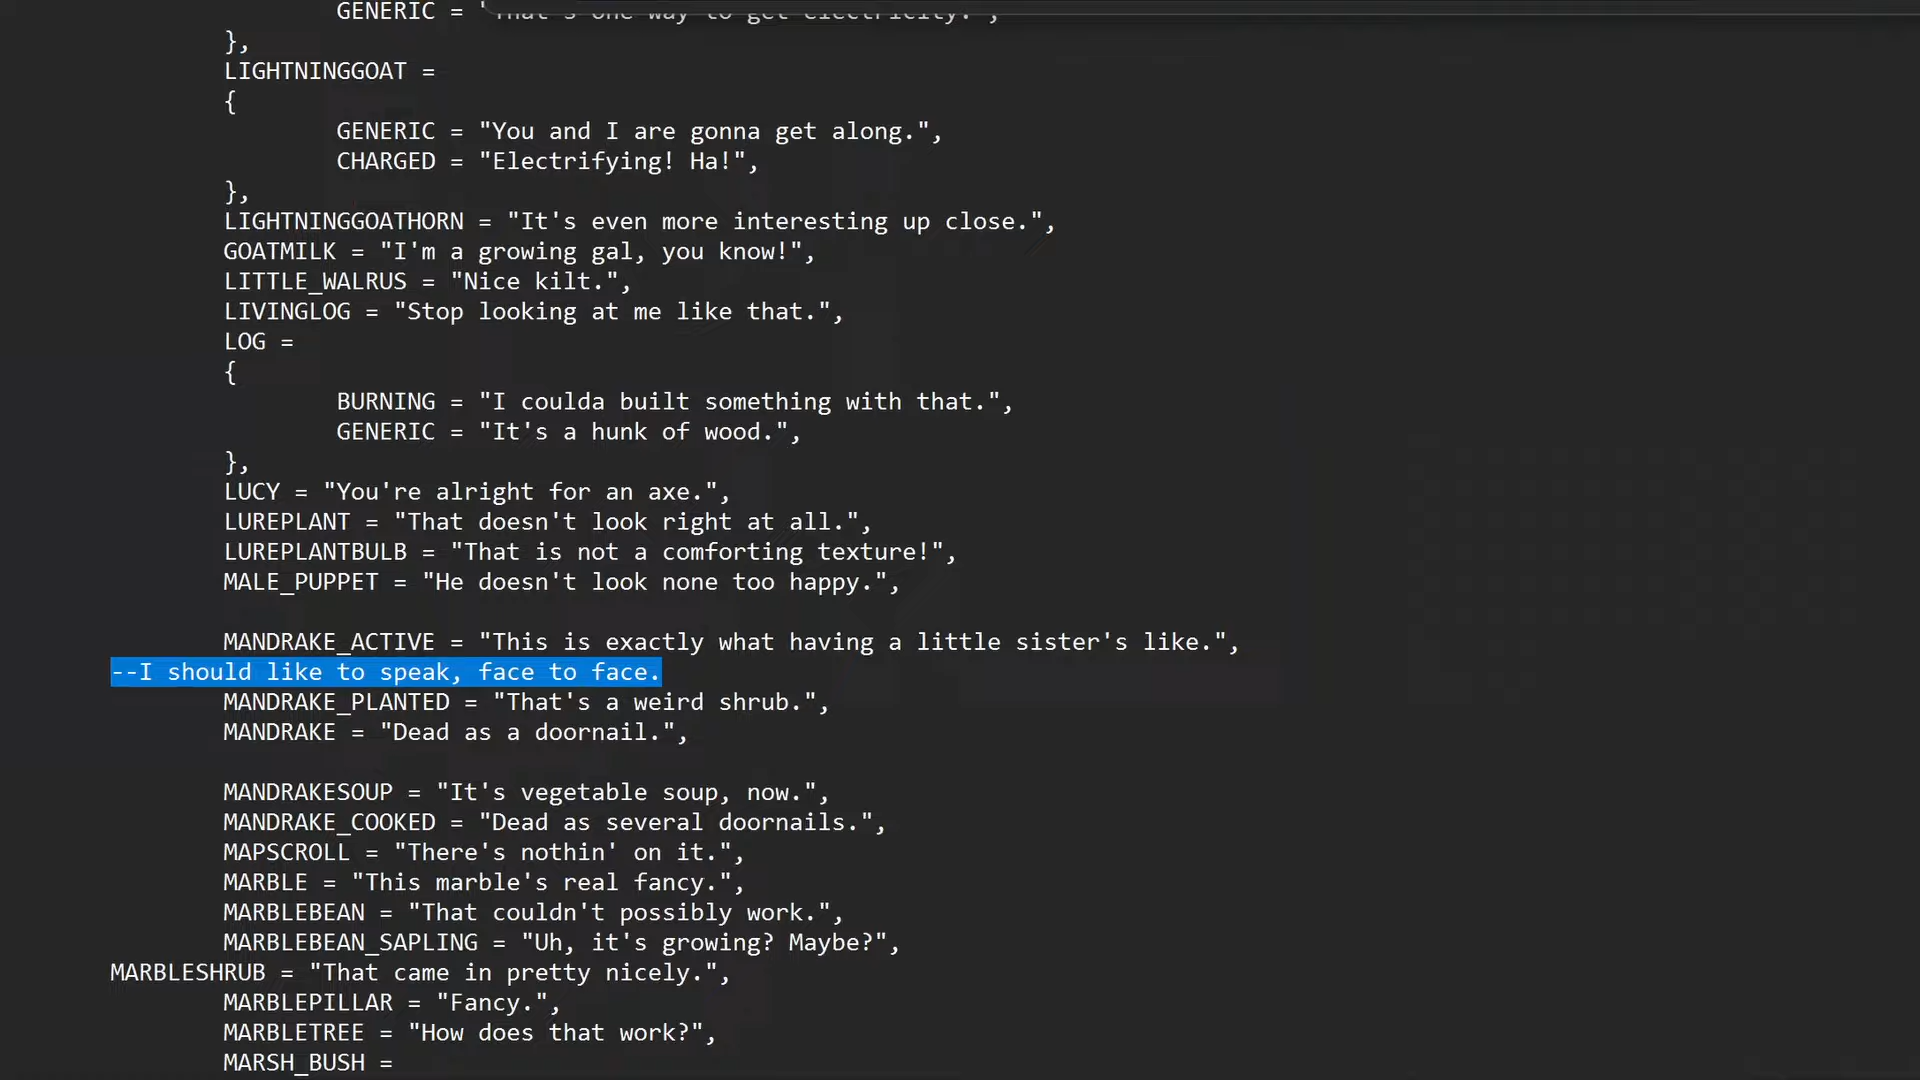 GENERIC = "That's one way to get electricity.",
},
LIGHTNINGGOAT =
{
GENERIC = "You and I are gonna get along.",
CHARGED = "Electrifying! Ha!",
},
LIGHTNINGGOATHORN = "It's even more interesting up close.",
GOATMILK = "I'm a growing gal, you know!",
LITTLE_WALRUS = "Nice kilt.",
LIVINGLOG = "Stop looking at me like that.",
LOG =
{
BURNING = "I coulda built something with that.",
GENERIC = "It's a hunk of wood.",
},
LUCY = "You're alright for an axe.",
LUREPLANT = "That doesn't look right at all.",
LUREPLANTBULB = "That is not a comforting texture!",
MALE_PUPPET = "He doesn't look none too happy.",
MANDRAKE_ACTIVE = "This is exactly what having a little sister's like.",
--I should like to speak, face to face.
MANDRAKE_PLANTED = "That's a weird shrub.",
MANDRAKE = "Dead as a doornail.",
MANDRAKESOUP = "It's vegetable soup, now.",
MANDRAKE_COOKED = "Dead as several doornails.",
MAPSCROLL = "There's nothin' on it.",
MARBLE = "This marble's real fancy.",
MARBLEBEAN = "That couldn't possibly work.",
MARBLEBEAN_SAPLING = "Uh, it's growing? Maybe?",
MARBLESHRUB = "That came in pretty nicely.",
MARBLEPILLAR = "Fancy.",
MARBLETREE = "How does that work?",
MARSH_BUSH =